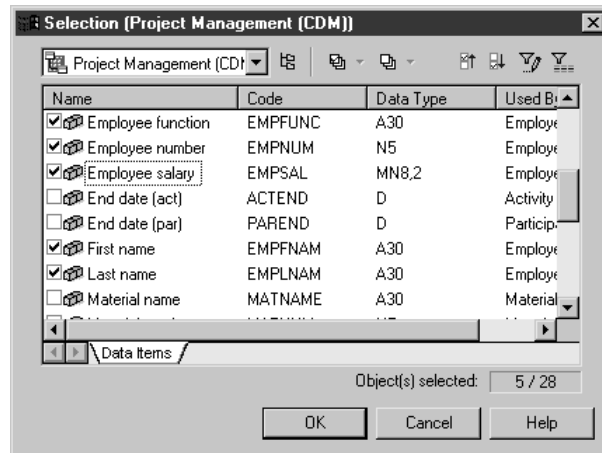 Selection (Project Management (CDM))
Project Management (CDM
Name Code Data Type Used By
Employee function EMPFUNC A30 Employe
Employee number EMPNUM N5 Employe
Employee salary EMPSAL MN8,2 Employe
End date (act) ACTEND D Activity
End date (par) PAREND D Particip
First name EMPFNAM A30 Employe
Last name EMPLNAM A30 Employe
Material name MATNAME A30 Material
Data Items
Object(s) selected: 5 / 28
OK Cancel Help